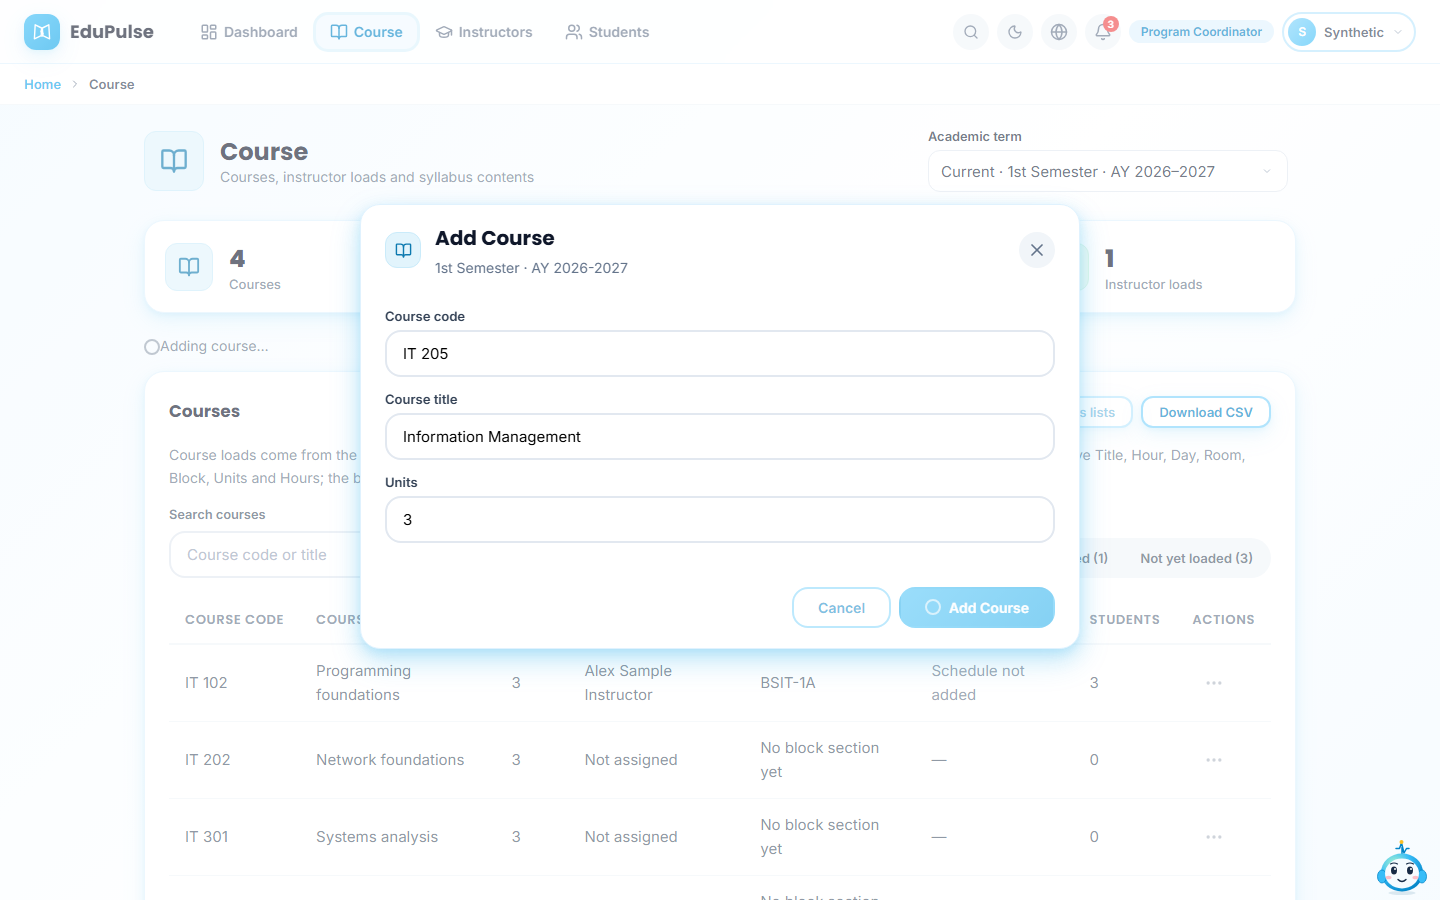 EduPulse
Dashboard
Course
Instructors
Students
3
Program Coordinator
S
Synthetic
Home > Course
Course
Courses, instructor loads and syllabus contents
Academic term
Current · 1st Semester · AY 2026–2027
4
Courses
1
Instructor loads
Adding course...
Add Course
1st Semester · AY 2026-2027
Course code
IT 205
Course title
Information Management
Units
3
Cancel
Add Course
Courses
s lists
Download CSV
Course loads come from the
Title, Hour, Day, Room,
Block, Units and Hours; the
Search courses
Course code or title
(1)
Not yet loaded (3)
COURSE CODE
STUDENTS
ACTIONS
IT 102
Programming foundations
3
Alex Sample Instructor
BSIT-1A
Schedule not added
3
IT 202
Network foundations
3
Not assigned
No block section yet
—
0
IT 301
Systems analysis
3
Not assigned
No block section yet
—
0